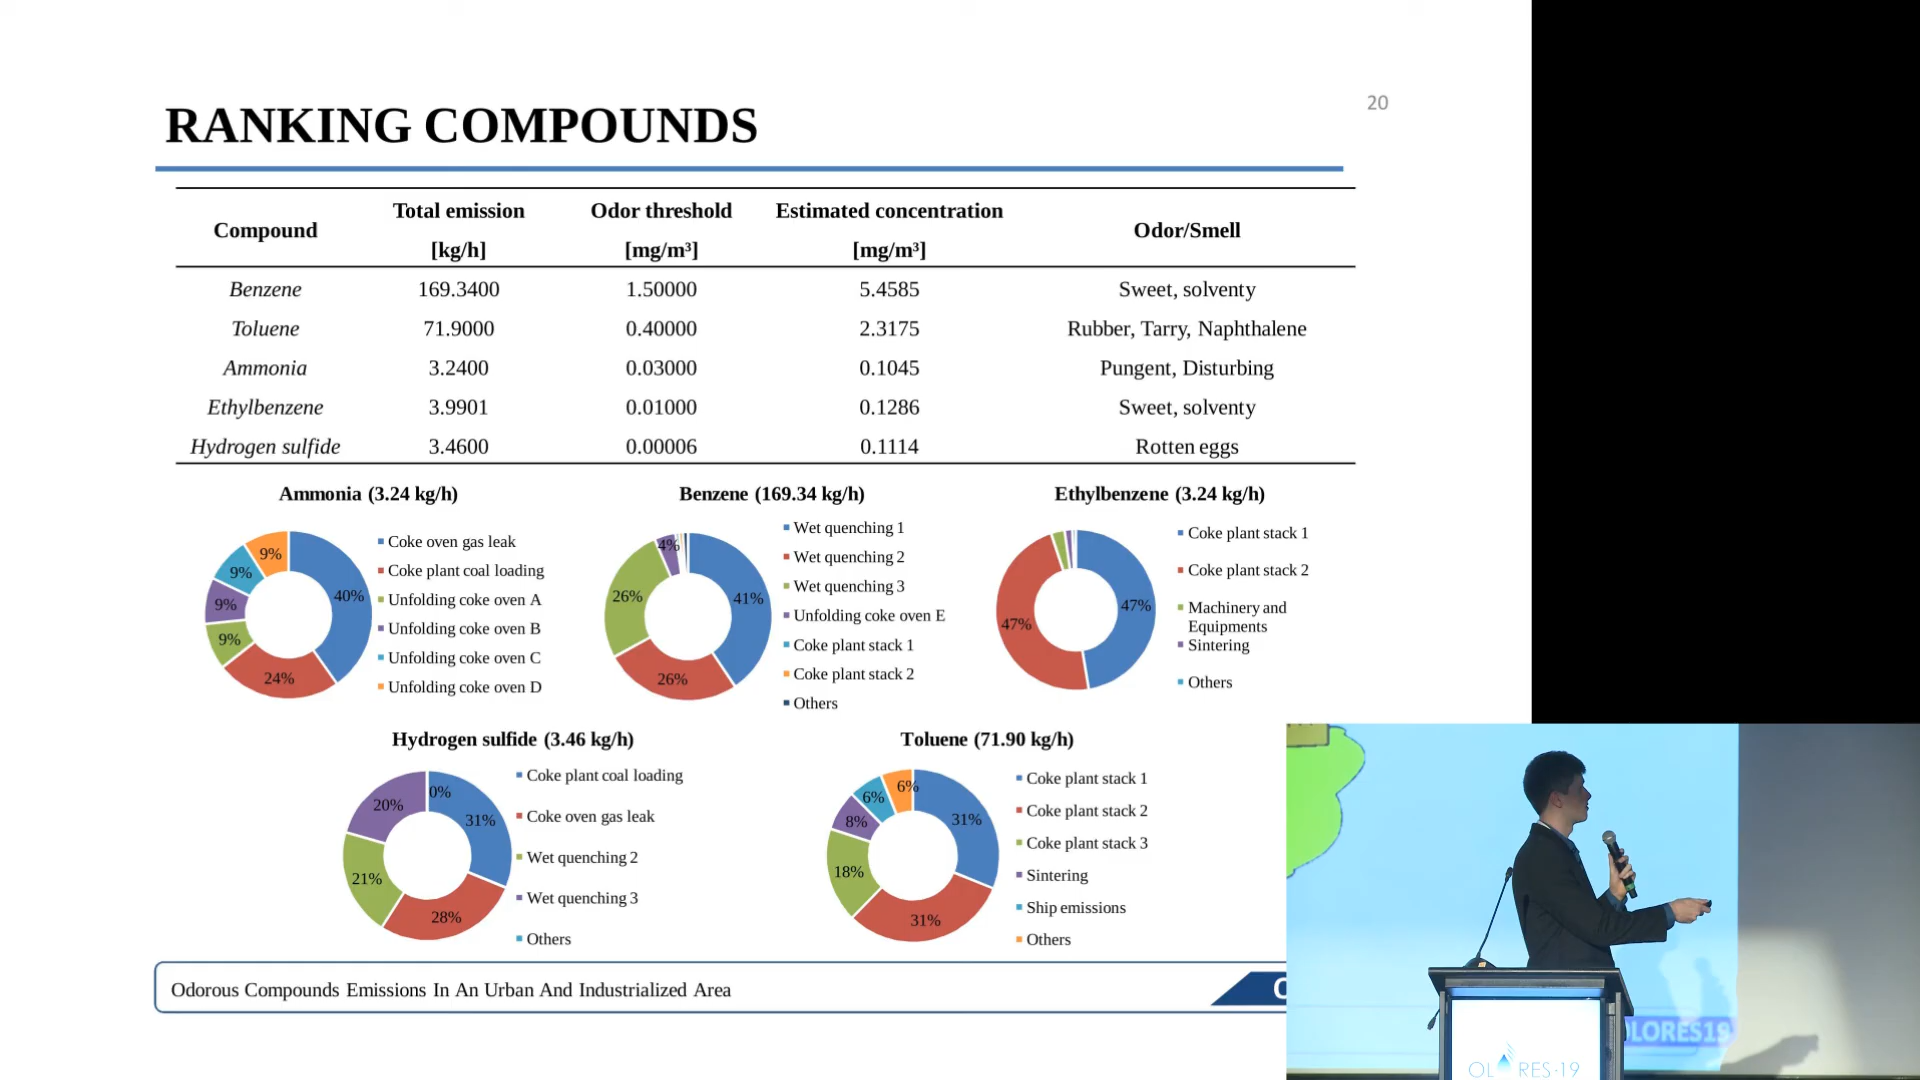 20
RANKING COMPOUNDS
Compound Total emission [kg/h] Odor threshold [mg/m³] Estimated concentration [mg/m³] Odor/Smell
Benzene 169.3400 1.50000 5.4585 Sweet, solventy
Toluene 71.9000 0.40000 2.3175 Rubber, Tarry, Naphthalene
Ammonia 3.2400 0.03000 0.1045 Pungent, Disturbing
Ethylbenzene 3.9901 0.01000 0.1286 Sweet, solventy
Hydrogen sulfide 3.4600 0.00006 0.1114 Rotten eggs
Ammonia (3.24 kg/h)
40%
24%
9%
9%
9%
9%
Coke oven gas leak
Coke plant coal loading
Unfolding coke oven A
Unfolding coke oven B
Unfolding coke oven C
Unfolding coke oven D
Benzene (169.34 kg/h)
41%
26%
26%
4%
Wet quenching 1
Wet quenching 2
Wet quenching 3
Unfolding coke oven E
Coke plant stack 1
Coke plant stack 2
Others
Ethylbenzene (3.24 kg/h)
47%
47%
Coke plant stack 1
Coke plant stack 2
Machinery and
Equipments
Sintering
Others
Hydrogen sulfide (3.46 kg/h)
0%
31%
28%
21%
20%
Coke plant coal loading
Coke oven gas leak
Wet quenching 2
Wet quenching 3
Others
Toluene (71.90 kg/h)
31%
31%
18%
8%
6%
6%
Coke plant stack 1
Coke plant stack 2
Coke plant stack 3
Sintering
Ship emissions
Others
Odorous Compounds Emissions In An Urban And Industrialized Area
LORES19
OL RES·19